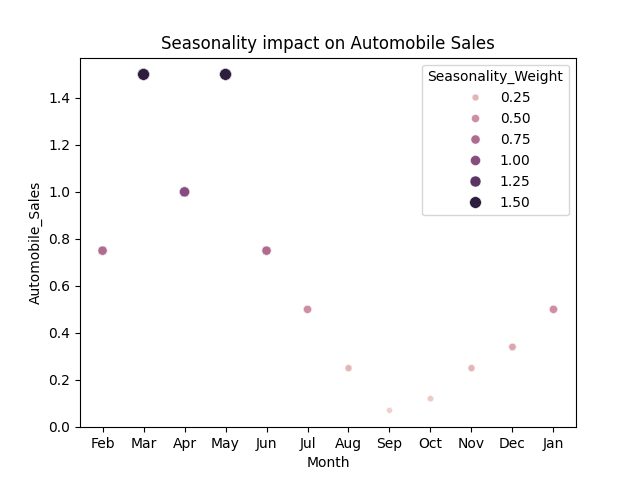 Seasonality impact on Automobile Sales
Seasonality_Weight
0.25
0.50
0.75
1.00
1.25
1.50
Automobile_Sales
1.4
1.2
1.0
0.8
0.6
0.4
0.2
0.0
Feb Mar Apr May Jun Jul Aug Sep Oct Nov Dec Jan
Month